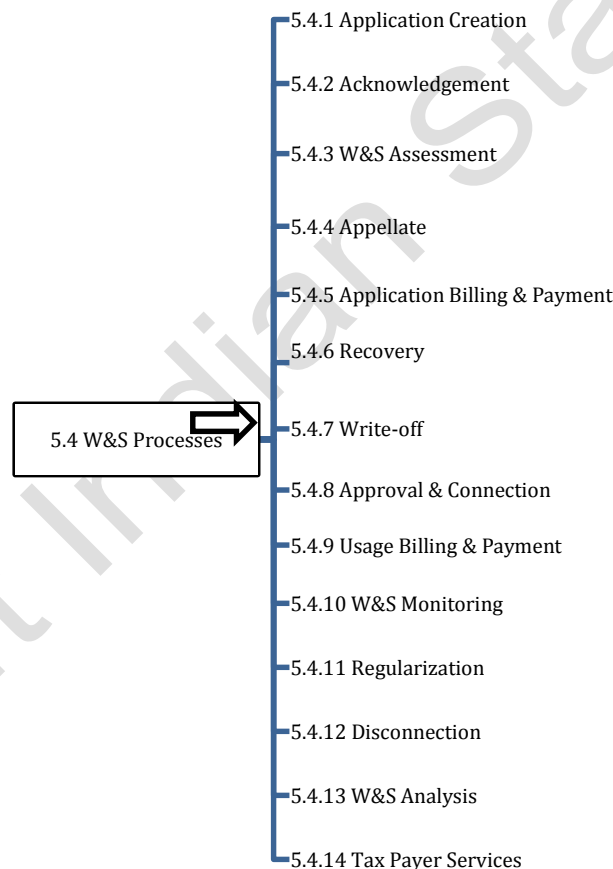 5.4.1 Application Creation
5.4.2 Acknowledgement
5.4.3 W&S Assessment
5.4.4 Appellate
5.4.5 Application Billing & Payment
5.4.6 Recovery
5.4 W&S Processes
5.4.7 Write-off
5.4.8 Approval & Connection
5.4.9 Usage Billing & Payment
5.4.10 W&S Monitoring
5.4.11 Regularization
5.4.12 Disconnection
5.4.13 W&S Analysis
5.4.14 Tax Payer Services
Indian